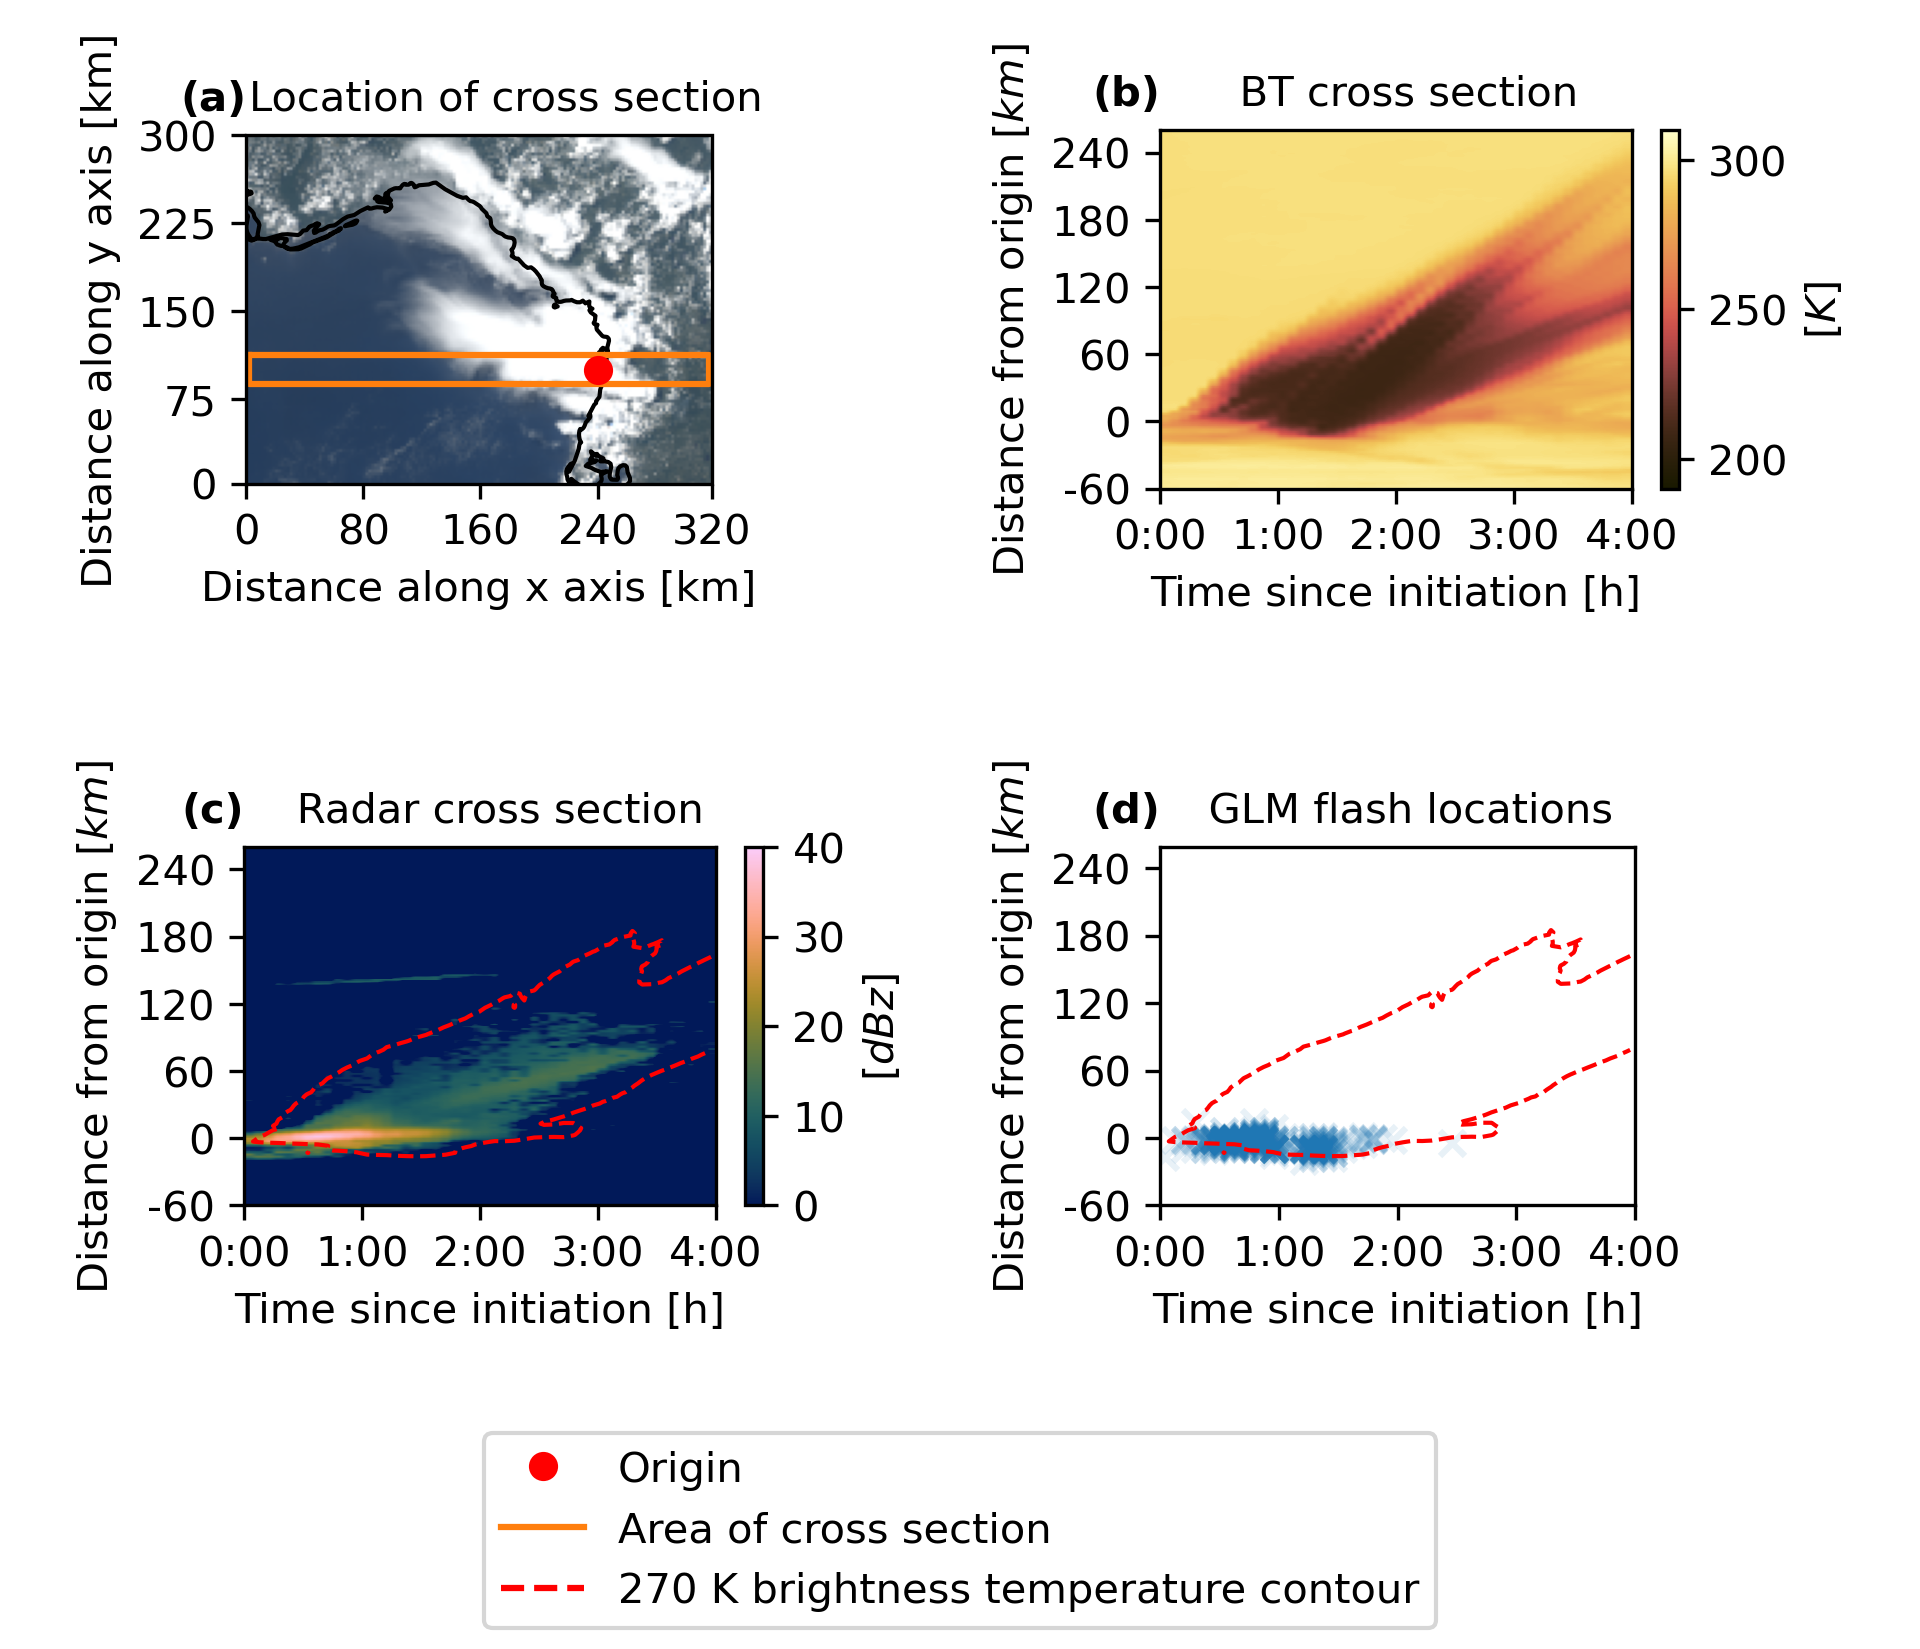 (a) Location of cross section
Distance along y axis [km]
300
225
150
75
0
0 80 160 240 320
Distance along x axis [km]
(b) BT cross section
Distance from origin [km]
240
180
120
60
0
-60
0:00 1:00 2:00 3:00 4:00
Time since initiation [h]
300
250
200
[K]
(c) Radar cross section
Distance from origin [km]
240
180
120
60
0
-60
0:00 1:00 2:00 3:00 4:00
Time since initiation [h]
40
30
20
10
0
[dBz]
(d) GLM flash locations
Distance from origin [km]
240
180
120
60
0
-60
0:00 1:00 2:00 3:00 4:00
Time since initiation [h]
Origin
Area of cross section
270 K brightness temperature contour